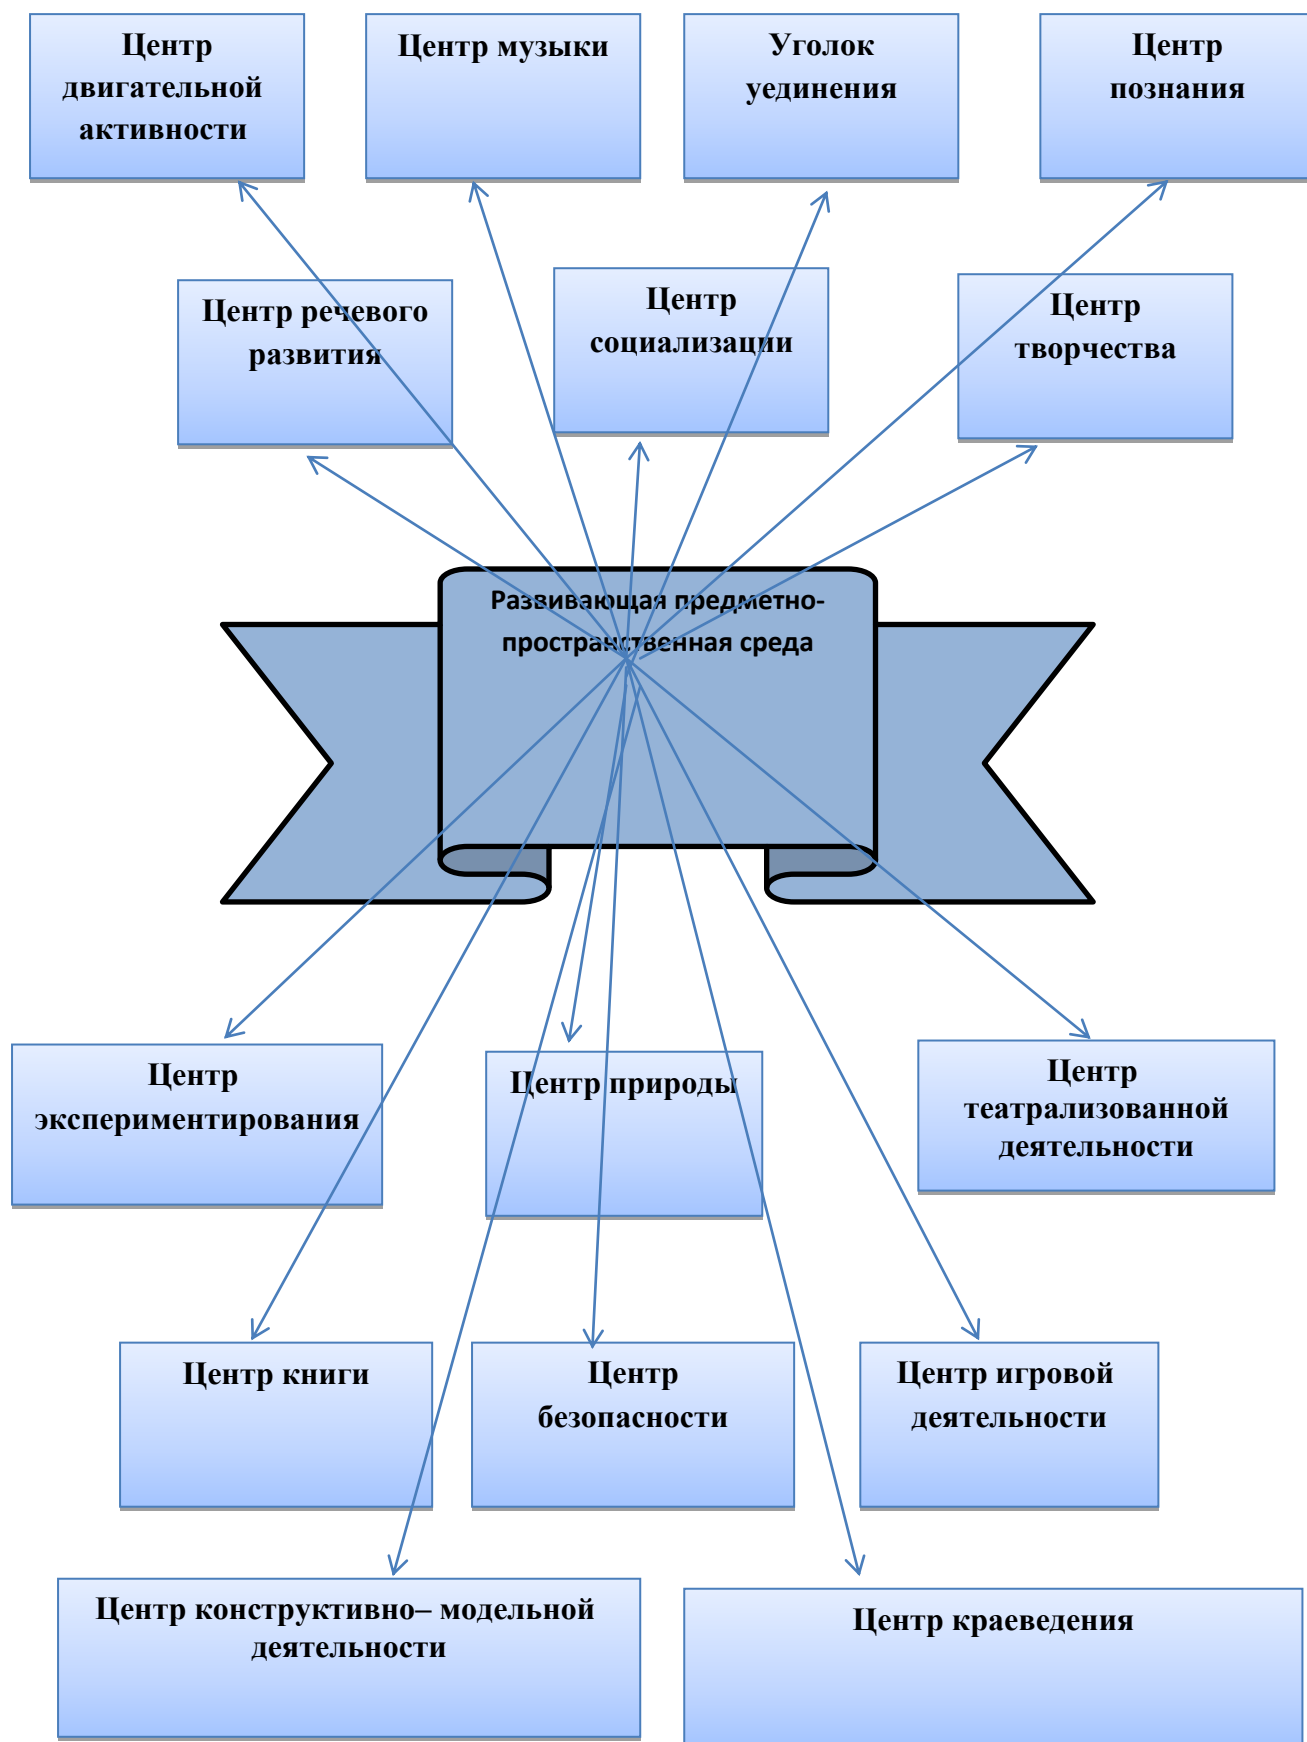 Центр
двигательной
активности
Центр музыки
Уголок
уединения
Центр
познания
Центр речевого
развития
Центр
социализации
Центр
творчества
Развивающая предметно-
пространственная среда
Центр
экспериментирования
Центр природы
Центр
театрализованной
деятельности
Центр книги
Центр
безопасности
Центр игровой
деятельности
Центр конструктивно– модельной
деятельности
Центр краеведения